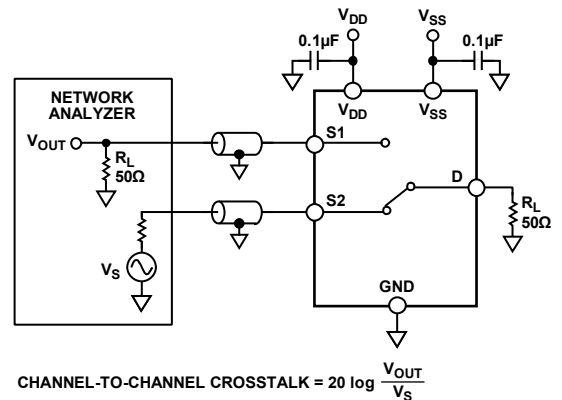 VDD
VSS
0.1µF
0.1µF
VDD
VSS
NETWORK
ANALYZER
VOUT
RL
50Ω
S1
S2
D
RL
50Ω
VS
GND
CHANNEL-TO-CHANNEL CROSSTALK = 20 log VOUT
VS